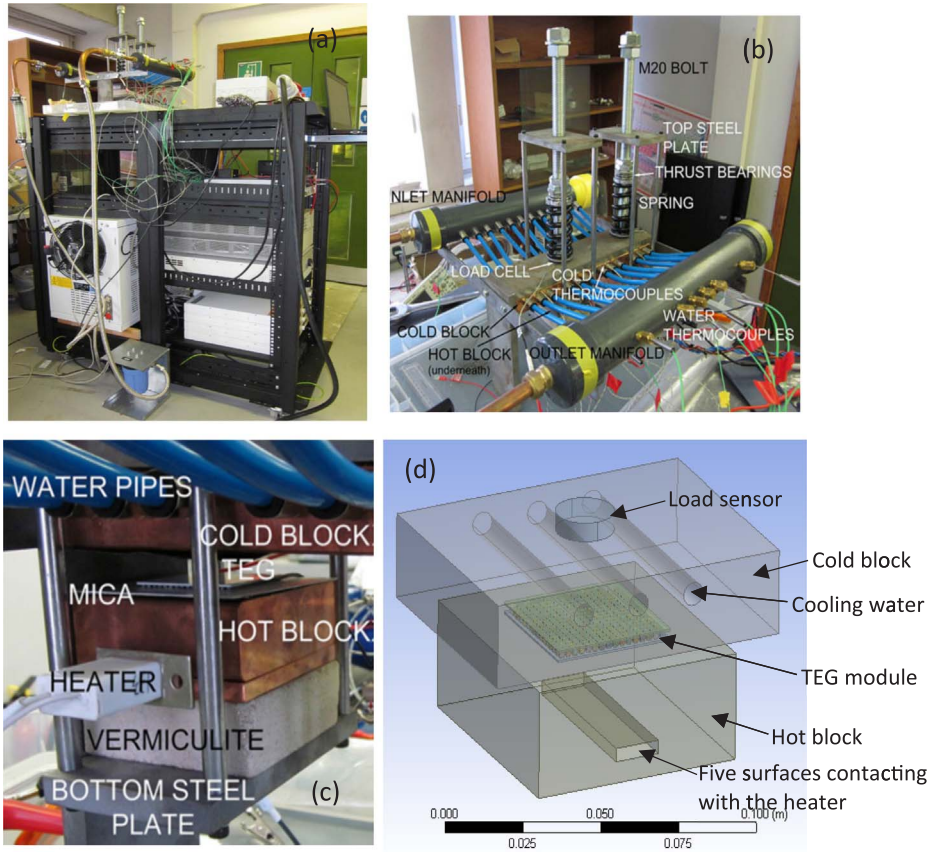 (a)
(b)
M20 BOLT
TOP STEEL
PLATE
THRUST BEARINGS
NLET MANIFOLD
SPRING
LOAD CELL
COLD
THERMOCOUPLES
WATER
THERMOCOUPLES
COLD BLOCK
HOT BLOCK
(underneath)
OUTLET MANIFOLD
WATER PIPES
COLD BLOCK
TEG
MICA
HOT BLOCK
HEATER
VERMICULITE
BOTTOM STEEL
PLATE
(c)
(d)
Load sensor
Cold block
Cooling water
TEG module
Hot block
Five surfaces contacting
with the heater
0.000
0.050
0.100 (m)
0.025
0.075